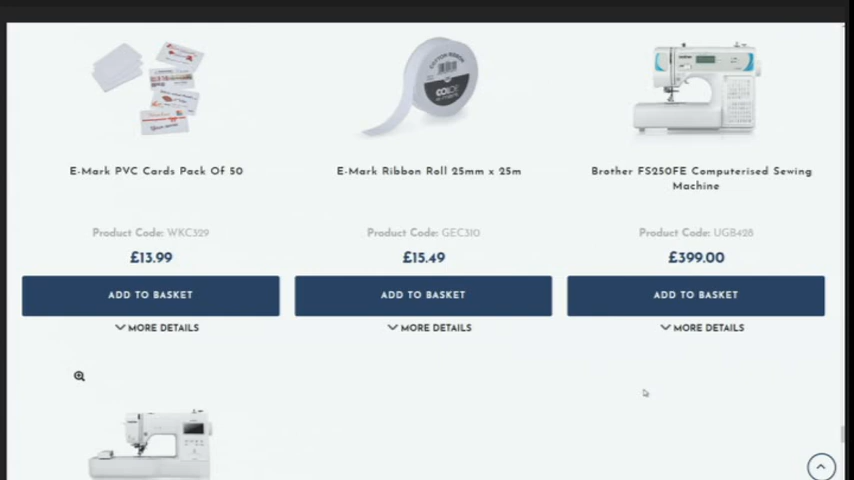 E-Mark PVC Cards Pack Of 50
E-Mark Ribbon Roll 25mm x 25m
Brother FS250FE Computerised Sewing
Machine
Product Code: WKC329
Product Code: GEC310
Product Code: UGB428
£13.99
£15.49
£399.00
ADD TO BASKET
ADD TO BASKET
ADD TO BASKET
MORE DETAILS
MORE DETAILS
MORE DETAILS